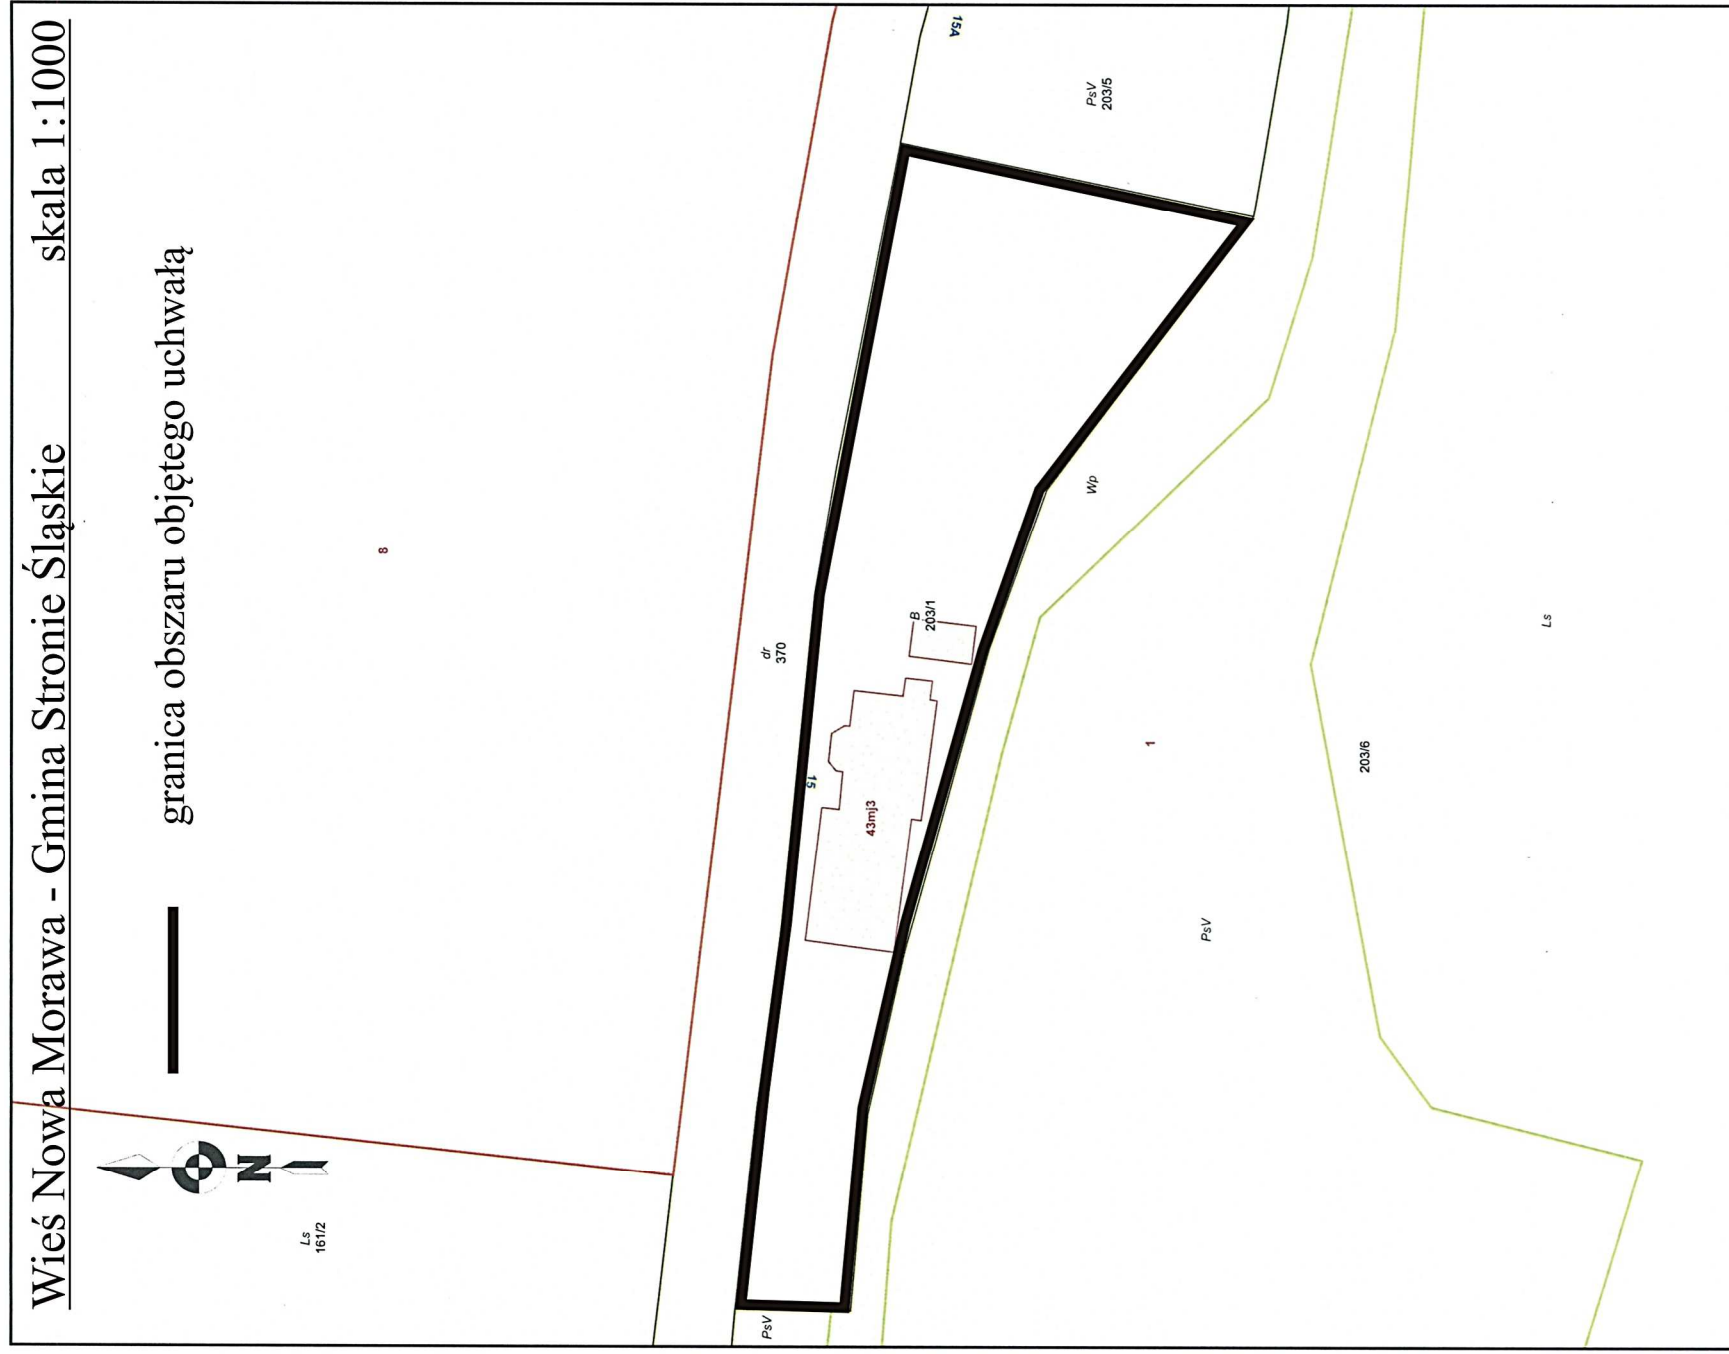 Wieś Nowa Morawa - Gmina Stronie Śląskie skala 1:1000
granica obszaru objętego uchwałą
N
Ls
161/2
8
dr
370
15A
PsV
203/5
B
203/1
15
43mj3
Wp
1
PsV
203/6
Ls
PsV